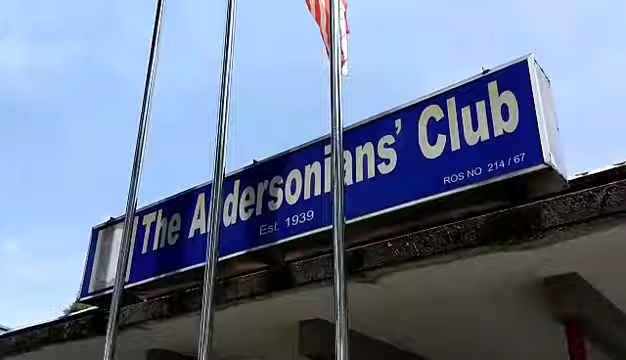 The Andersonians' Club
Est. 1939
ROS NO 214 / 67